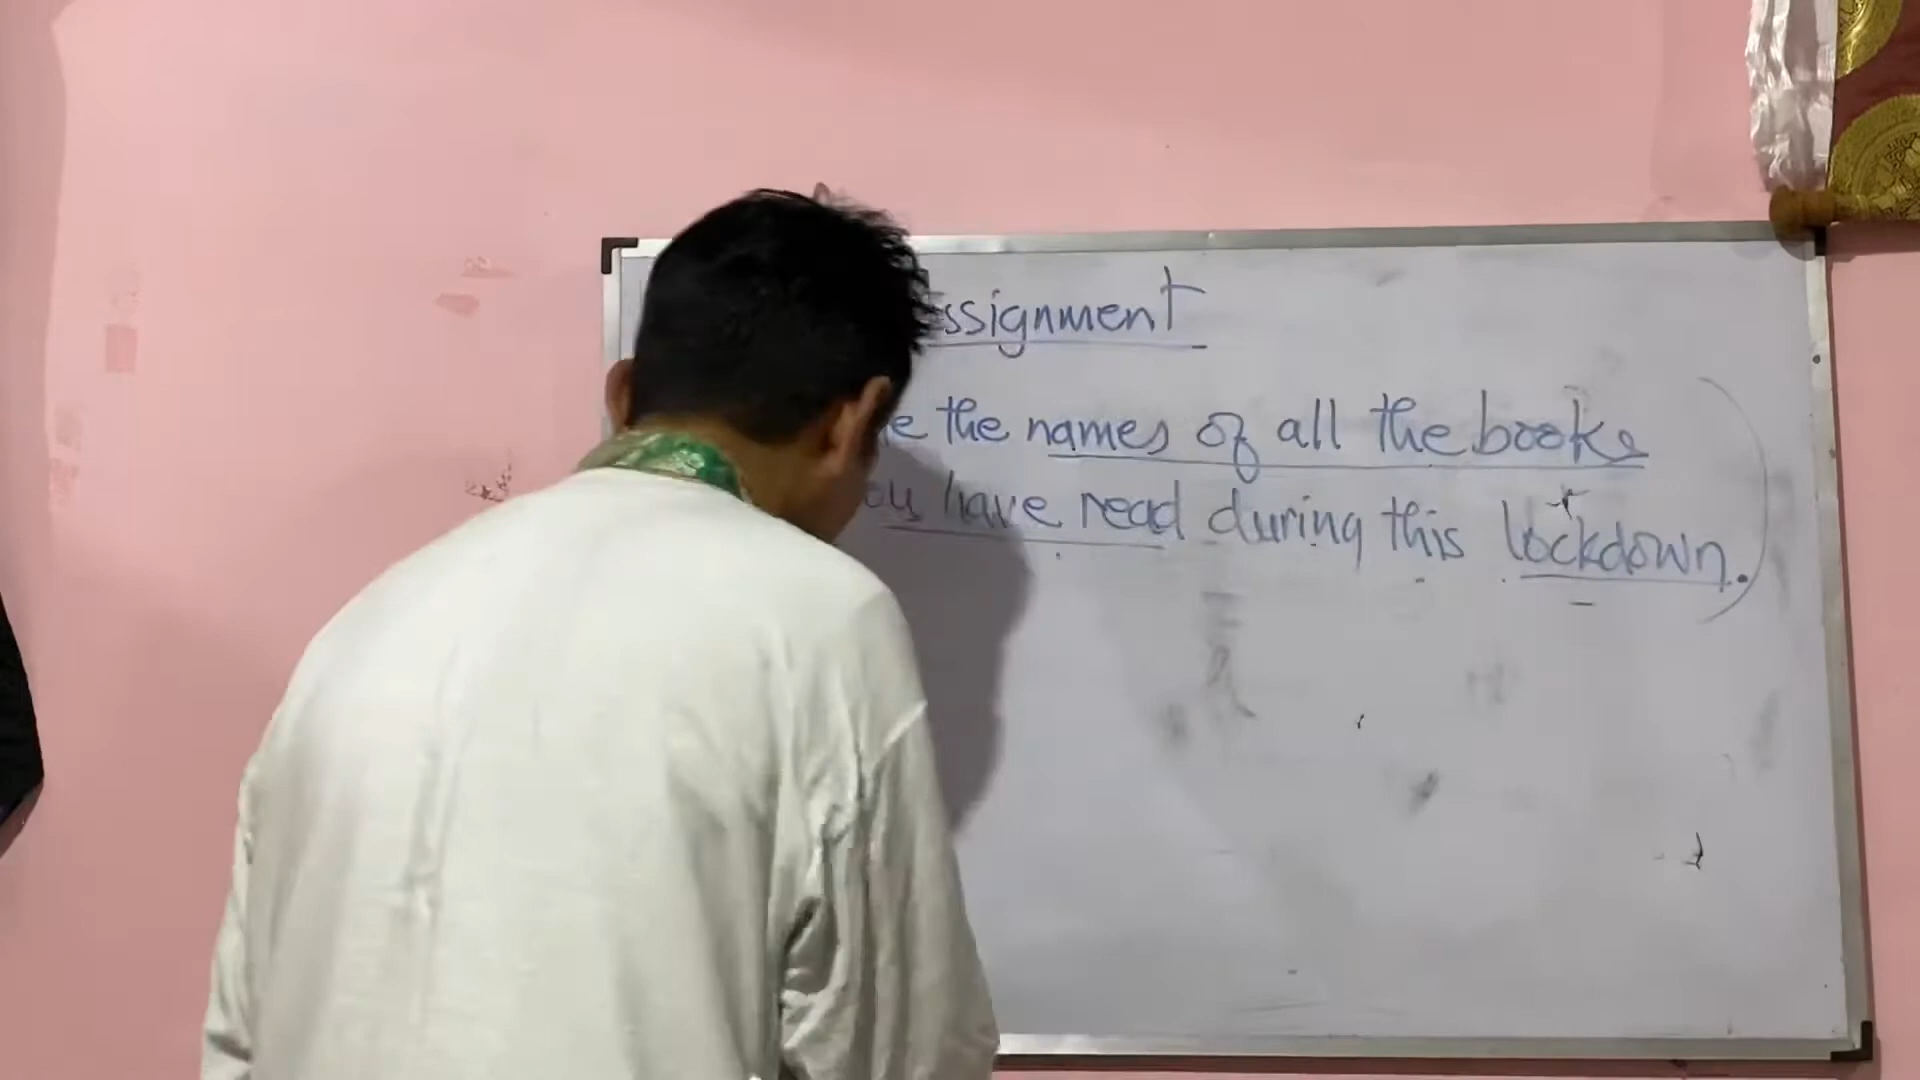 ssignment
e the names of all the books
ou have read during this lockdown.